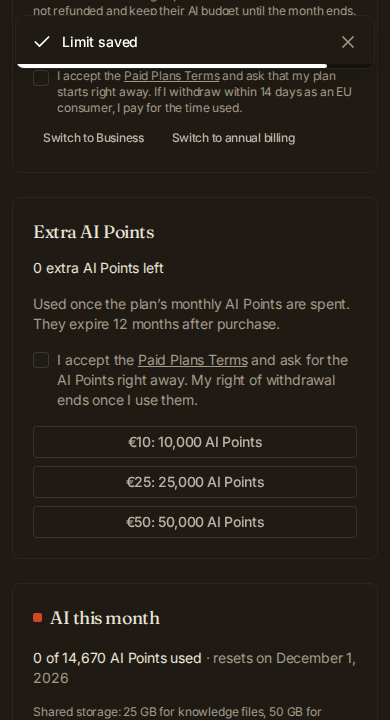 not refunded and keep their AI budget until the month ends.
Limit saved
I accept the Paid Plans Terms and ask that my plan
starts right away. If I withdraw within 14 days as an EU
consumer, I pay for the time used.
Switch to Business
Switch to annual billing
Extra AI Points
0 extra AI Points left
Used once the plan’s monthly AI Points are spent.
They expire 12 months after purchase.
I accept the Paid Plans Terms and ask for the
AI Points right away. My right of withdrawal
ends once I use them.
€10: 10,000 AI Points
€25: 25,000 AI Points
€50: 50,000 AI Points
AI this month
0 of 14,670 AI Points used · resets on December 1,
2026
Shared storage: 25 GB for knowledge files, 50 GB for